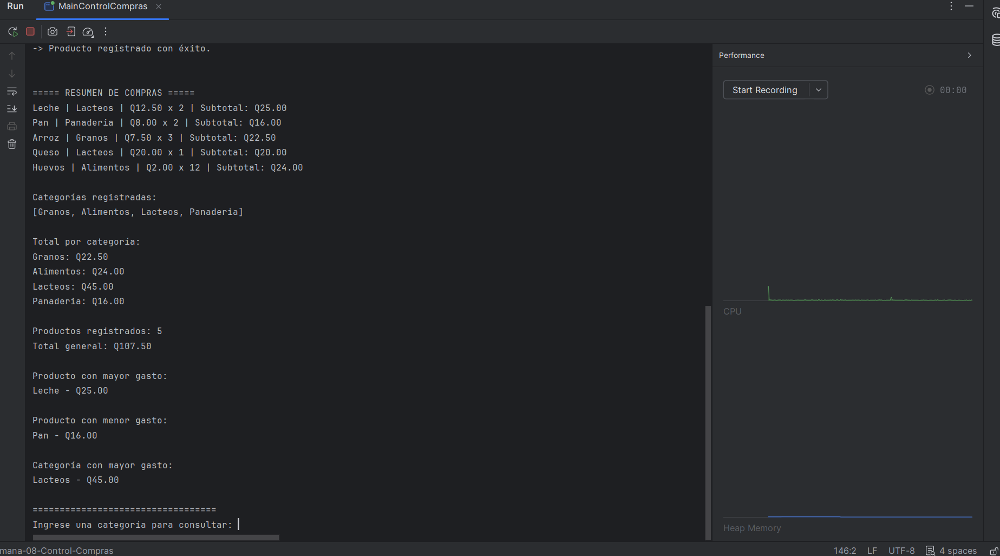 Run MainControlCompras
-> Producto registrado con éxito.
===== RESUMEN DE COMPRAS =====
Leche | Lacteos | Q12.50 x 2 | Subtotal: Q25.00
Pan | Panaderia | Q8.00 x 2 | Subtotal: Q16.00
Arroz | Granos | Q7.50 x 3 | Subtotal: Q22.50
Queso | Lacteos | Q20.00 x 1 | Subtotal: Q20.00
Huevos | Alimentos | Q2.00 x 12 | Subtotal: Q24.00
Categorías registradas:
[Granos, Alimentos, Lacteos, Panaderia]
Total por categoría:
Granos: Q22.50
Alimentos: Q24.00
Lacteos: Q45.00
Panaderia: Q16.00
Productos registrados: 5
Total general: Q107.50
Producto con mayor gasto:
Leche - Q25.00
Producto con menor gasto:
Pan - Q16.00
Categoría con mayor gasto:
Lacteos - Q45.00
==================================
Ingrese una categoría para consultar:
Performance
Start Recording 00:00
CPU
Heap Memory
mana-08-Control-Compras 146:2 LF UTF-8 4 spaces